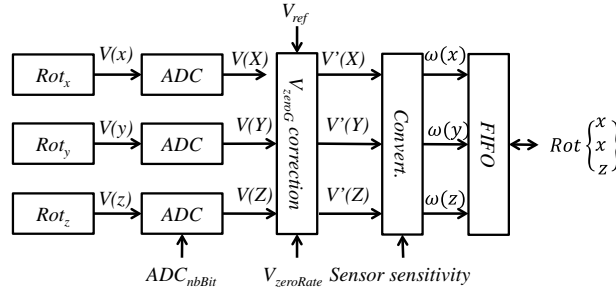 V_ref
V(x) V(X) V'(X) ω(x)
Rot_x ADC
V(y) V(Y) V'(Y) ω(y)
Rot_y ADC
V_zeroG correction
Convert.
FIFO
Rot { x
x
z }
V(z) V(Z) V'(Z) ω(z)
Rot_z ADC
ADC_nbBit V_zeroRate Sensor sensitivity